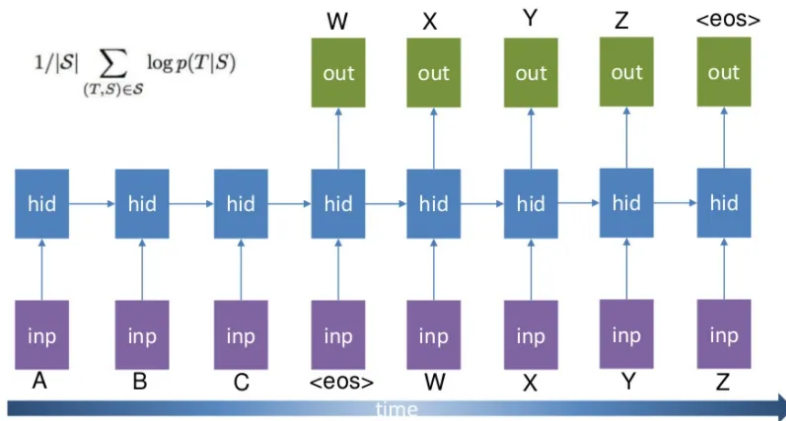 W X Y Z <eos>
1/|𝒮| ∑ log p(T|S)
(T,S)∈𝒮
out out out out out
hid hid hid hid hid hid hid hid
inp inp inp inp inp inp inp inp
A B C <eos> W X Y Z
time